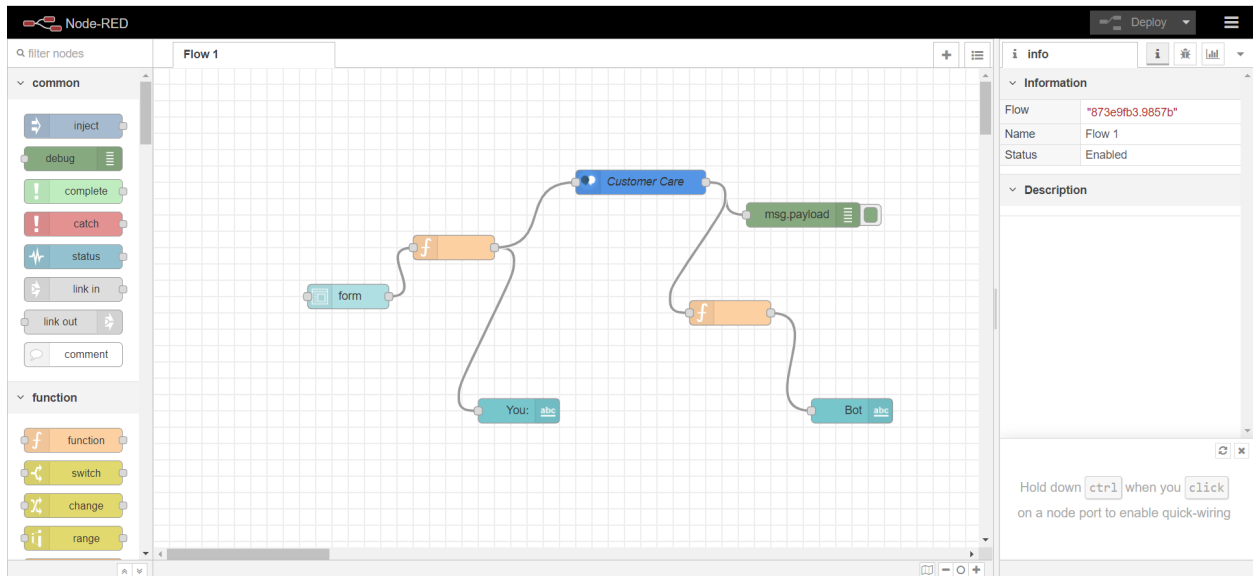 Node-RED
Deploy
filter nodes
Flow 1
i info
i
common
Information
inject
Flow "873e9fb3.9857b"
debug
Name Flow 1
Status Enabled
complete
Customer Care
Description
catch
msg.payload
status
link in
form
link out
comment
function
You: abc
Bot abc
function
switch
Hold down ctrl when you click
change
on a node port to enable quick-wiring
range